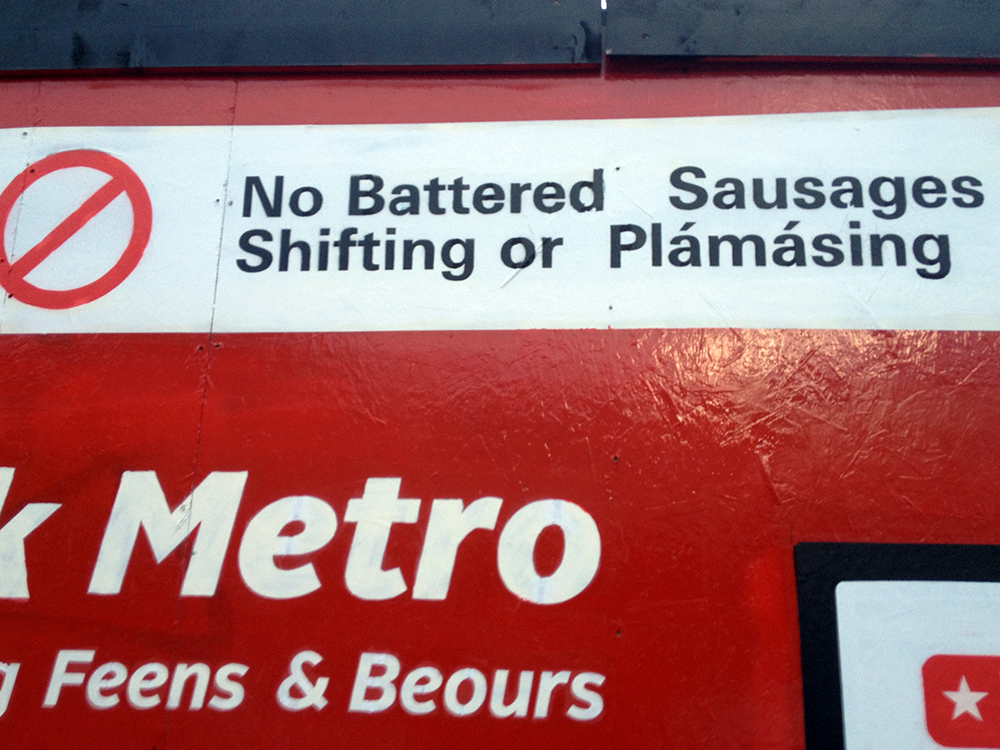 No Battered Sausages
Shifting or Plámásing
k Metro
g Feens & Beours